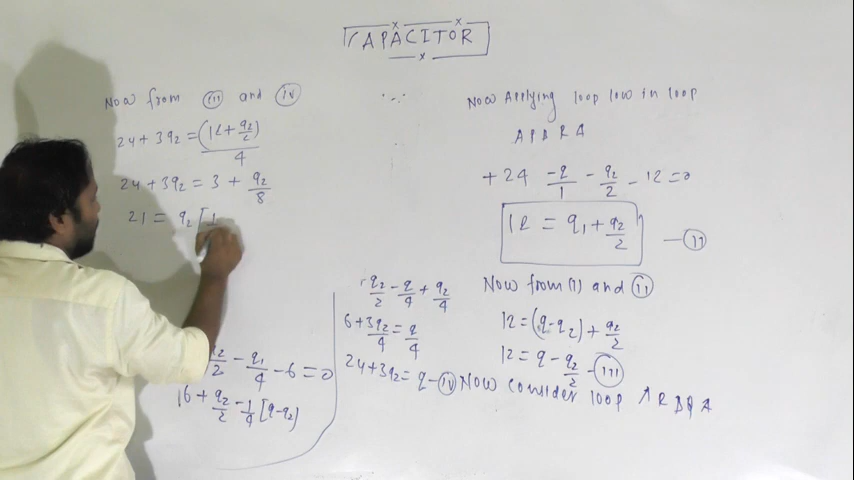 CAPACITOR
Now from (iii) and (iv)
24 + 3q₂ = (12 + q₂/2)/4
24 + 3q₂ = 3 + q₂/8
21 = q₂ [1
q₂/2 - q₁/4 - 6 = 0
16 + q₂/2 - 1/4 [q-q₂)
q₂/2 - q/4 + q₂/4
6 + 3q₂/4 = q/4
24 + 3q₂ = q - (iv)
Now Applying loop low in loop
A P B R A
+ 24 -q/1 - q₂/2 - 12 = 0
12 = q₁ + q₂/2 - (ii)
Now from (i) and (ii)
12 = (q - q₂) + q₂/2
12 = q - q₂/2 - (iii)
Now consider loop A R B Q A